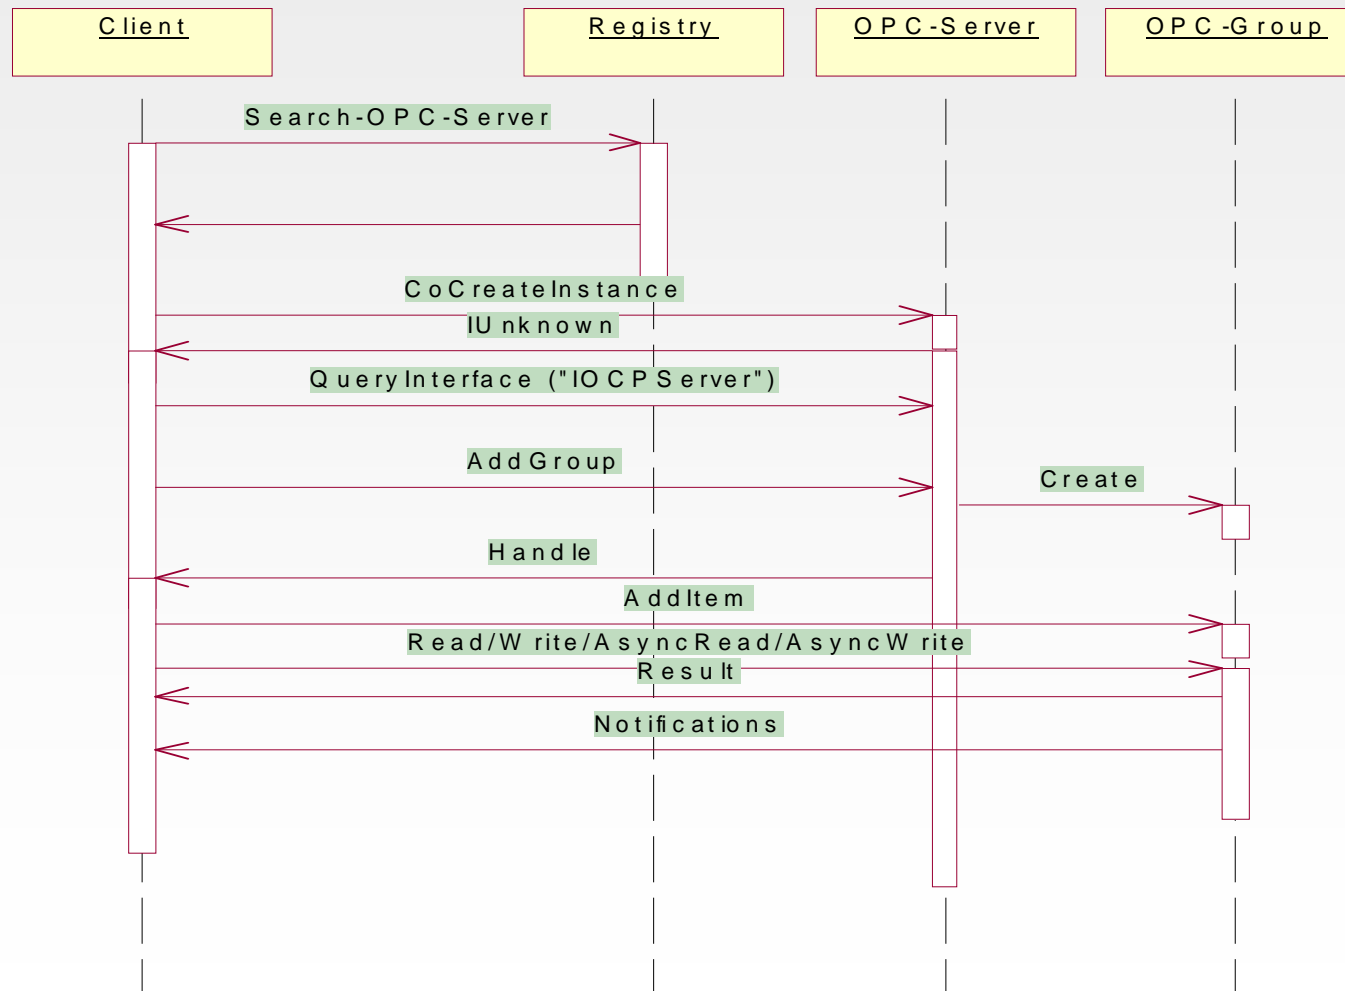 Client
Registry
OPC-Server
OPC-Group
Search-OPC-Server
CoCreateInstance
IUnknown
QueryInterface ("IOCPServer")
AddGroup
Create
Handle
AddItem
Read/Write/AsyncRead/AsyncWrite
Result
Notifications